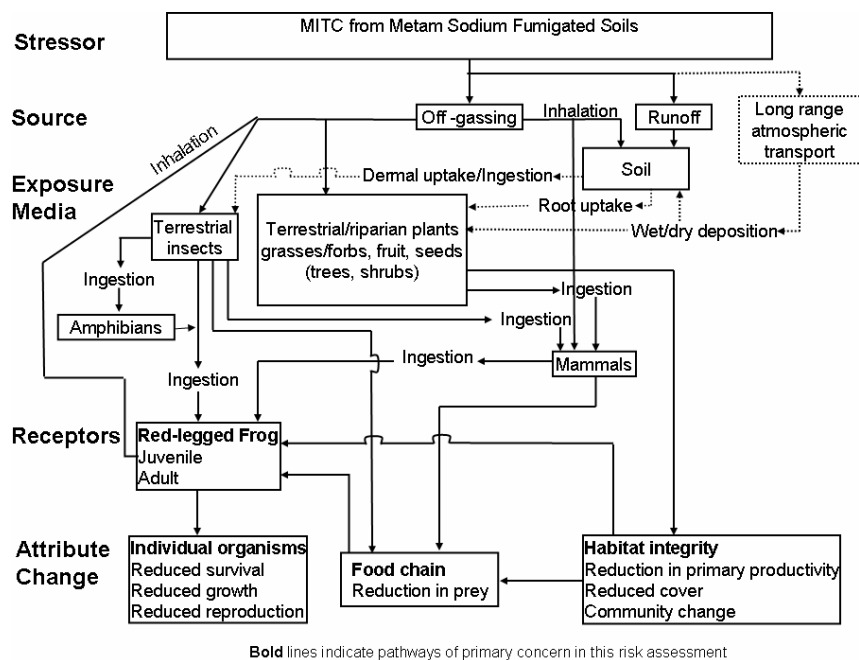 MITC from Metam Sodium Fumigated Soils
Stressor
Source
Off -gassing
Inhalation
Runoff
Long range
atmospheric
transport
Inhalation
Exposure
Media
Dermal uptake/Ingestion
Soil
Root uptake
Wet/dry deposition
Terrestrial
insects
Terrestrial/riparian plants
grasses/forbs, fruit, seeds
(trees, shrubs)
Ingestion
Ingestion
Amphibians
Ingestion
Ingestion
Mammals
Ingestion
Receptors
Red-legged Frog
Juvenile
Adult
Attribute
Change
Individual organisms
Reduced survival
Reduced growth
Reduced reproduction
Food chain
Reduction in prey
Habitat integrity
Reduction in primary productivity
Reduced cover
Community change
Bold lines indicate pathways of primary concern in this risk assessment